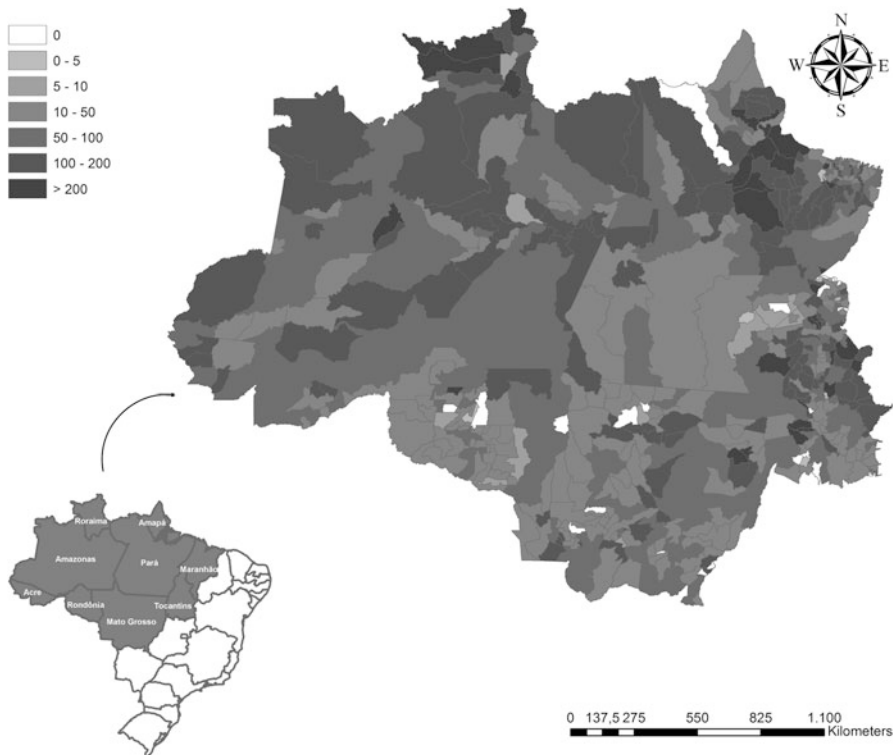 0
0 - 5
5 - 10
10 - 50
50 - 100
100 - 200
> 200
N
W E
S
Roraima Amapá
Amazonas Pará Maranhão
Acre Rondônia Tocantins
Mato Grosso
0 137,5 275 550 825 1.100
Kilometers